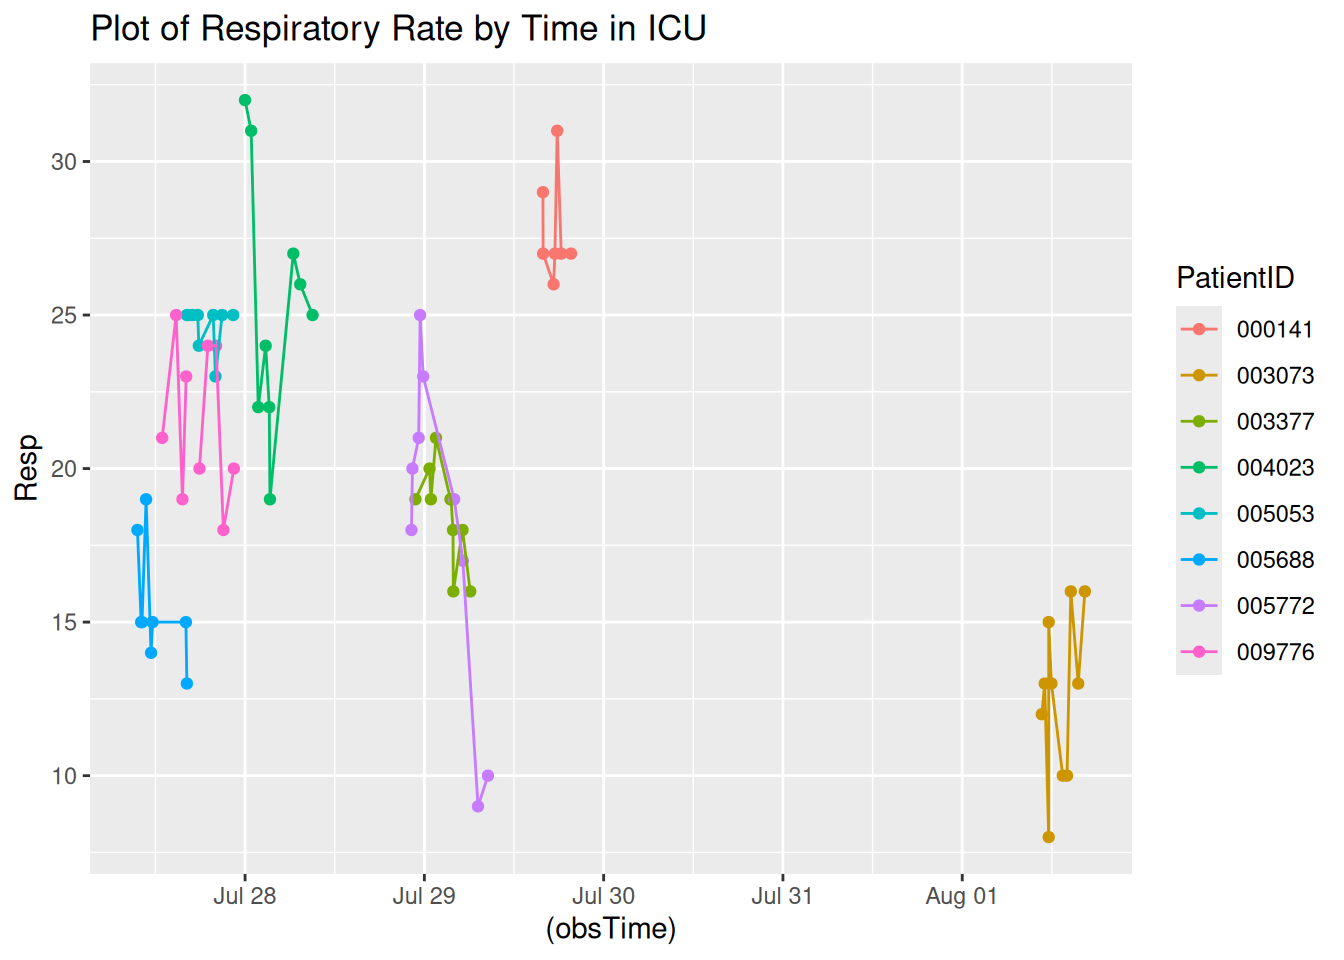 Plot of Respiratory Rate by Time in ICU
Resp
30
25
20
15
10
Jul 28
Jul 29
Jul 30
Jul 31
Aug 01
(obsTime)
PatientID
000141
003073
003377
004023
005053
005688
005772
009776